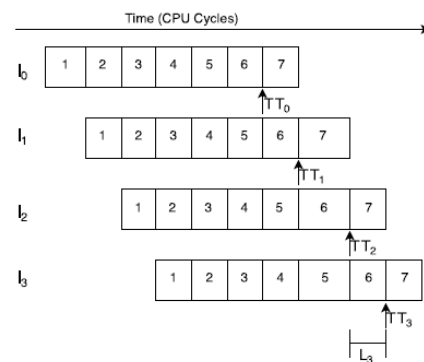 Time (CPU Cycles)
I0 1 2 3 4 5 6 7
TT0
I1 1 2 3 4 5 6 7
TT1
I2 1 2 3 4 5 6 7
TT2
I3 1 2 3 4 5 6 7
TT3
L3